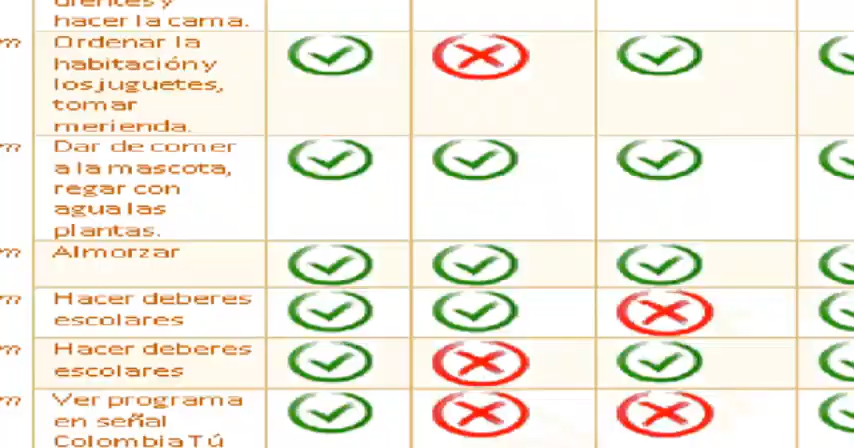 hacer la cama.
Ordenar la
habitación y
los juguetes,
tomar
merienda.
Dar de comer
a la mascota,
regar con
agua las
plantas.
Almorzar
Hacer deberes
escolares
Hacer deberes
escolares
Ver programa
en señal
Colombia Tú